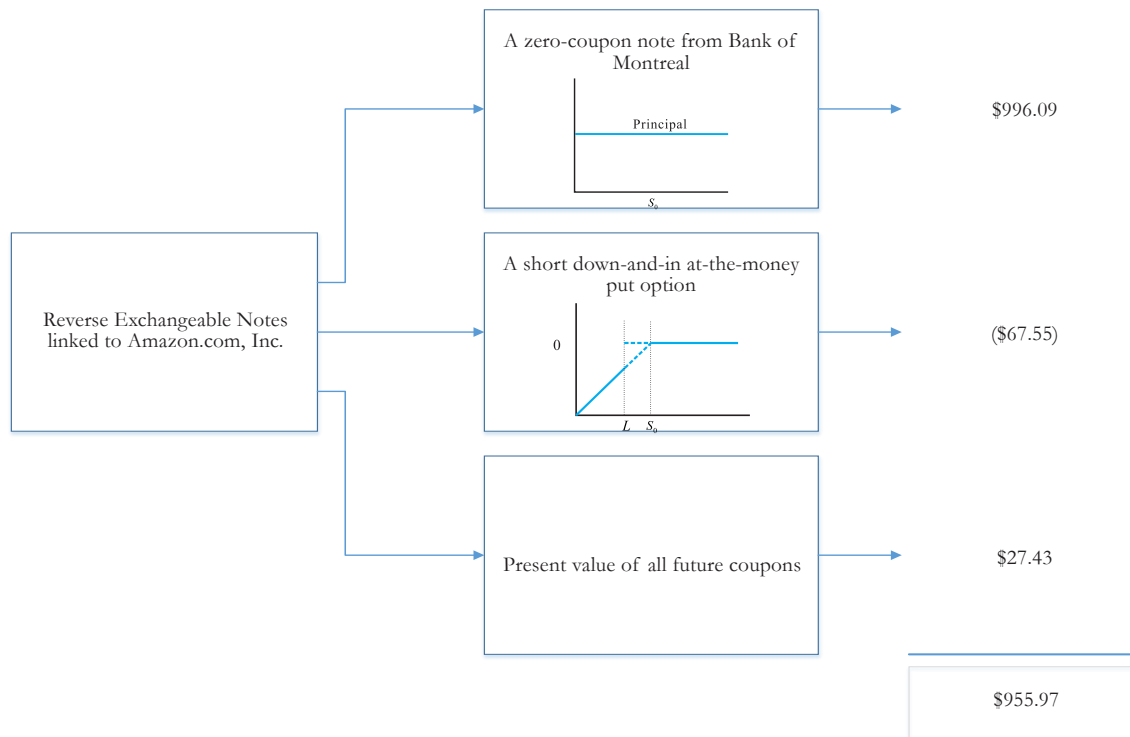 A zero-coupon note from Bank of
Montreal
Principal
S₀
$996.09
Reverse Exchangeable Notes
linked to Amazon.com, Inc.
A short down-and-in at-the-money
put option
0
L S₀
($67.55)
Present value of all future coupons
$27.43
$955.97